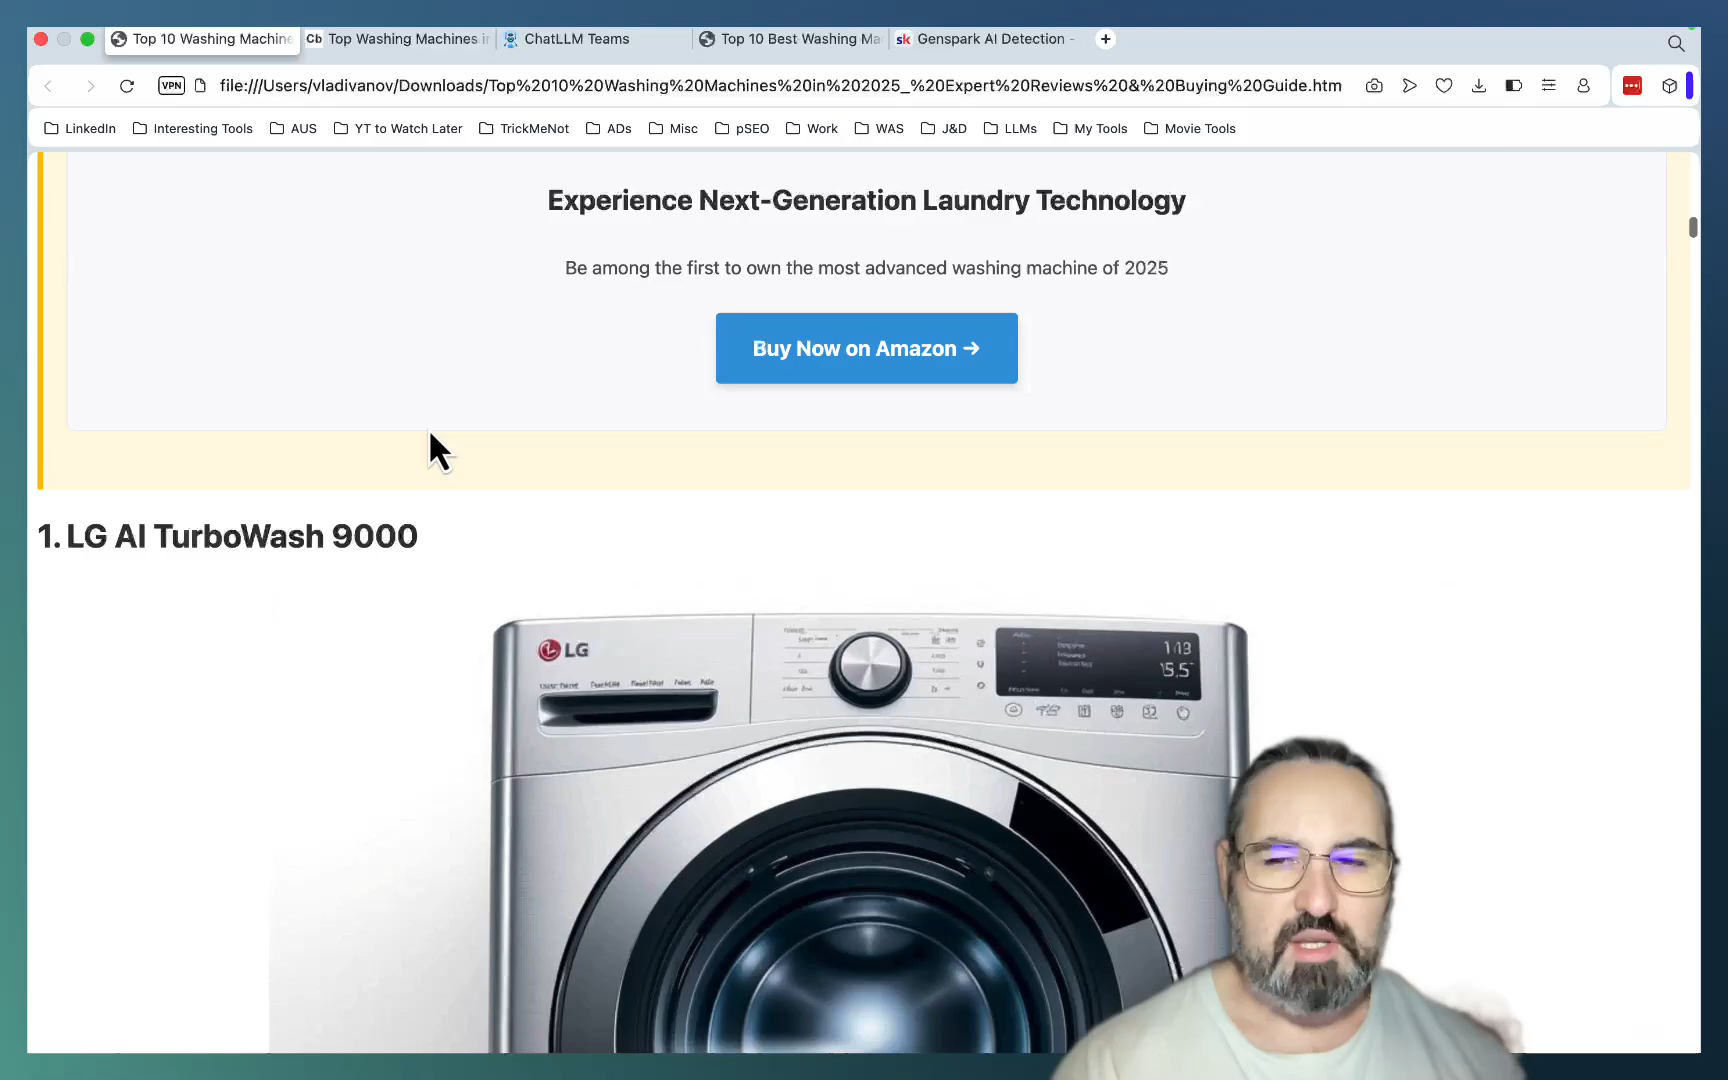 Top 10 Washing Machine
Cb Top Washing Machines in
ChatLLM Teams
Top 10 Best Washing Ma
sk Genspark AI Detection -
VPN
file:///Users/vladivanov/Downloads/Top%2010%20Washing%20Machines%20in%202025_%20Expert%20Reviews%20&%20Buying%20Guide.htm
LinkedIn
Interesting Tools
AUS
YT to Watch Later
TrickMeNot
ADs
Misc
pSEO
Work
WAS
J&D
LLMs
My Tools
Movie Tools
Experience Next-Generation Laundry Technology
Be among the first to own the most advanced washing machine of 2025
Buy Now on Amazon →
1. LG AI TurboWash 9000
LG